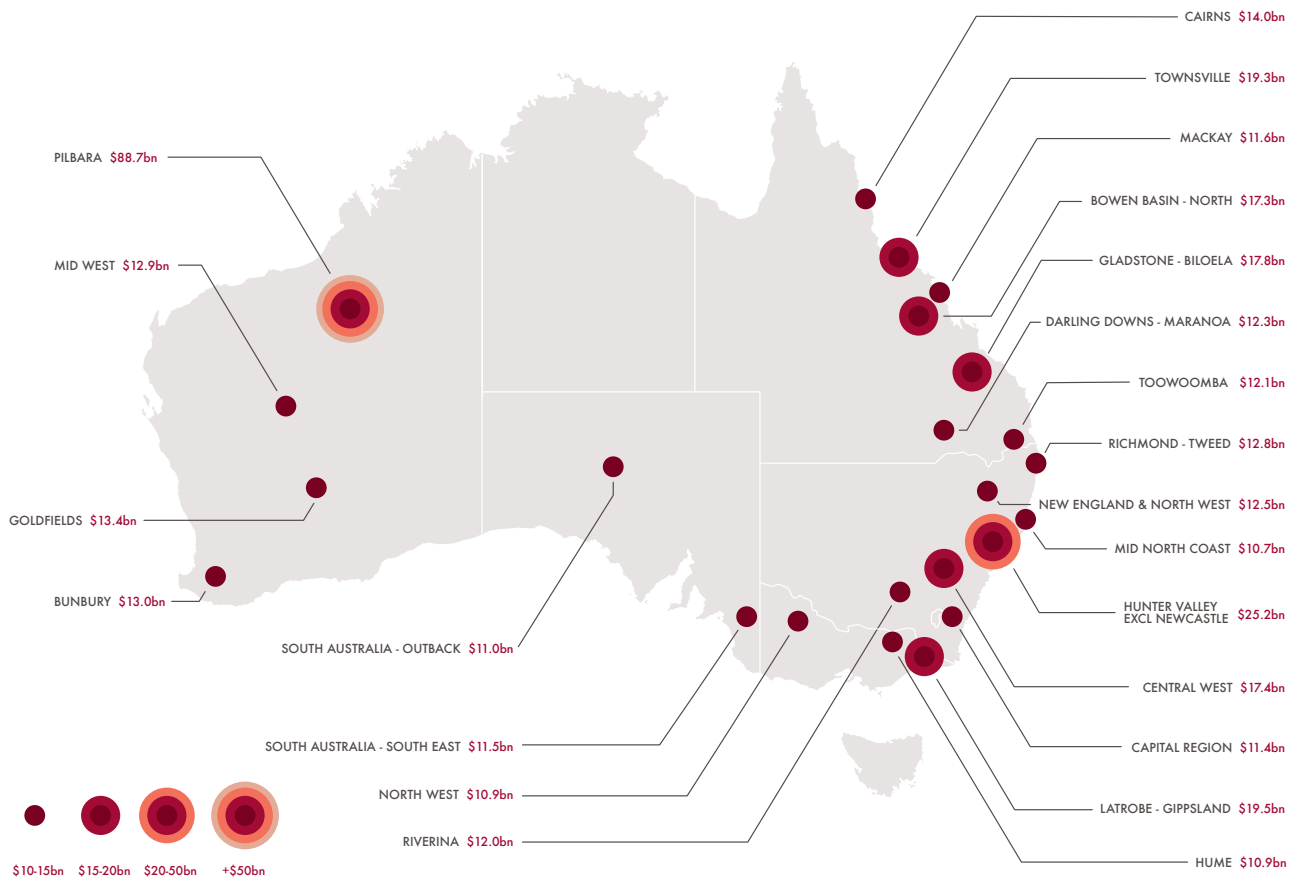 CAIRNS $14.0bn
TOWNSVILLE $19.3bn
MACKAY $11.6bn
PILBARA $88.7bn
BOWEN BASIN - NORTH $17.3bn
GLADSTONE - BILOELA $17.8bn
MID WEST $12.9bn
DARLING DOWNS - MARANOA $12.3bn
TOOWOOMBA $12.1bn
RICHMOND - TWEED $12.8bn
NEW ENGLAND & NORTH WEST $12.5bn
GOLDFIELDS $13.4bn
MID NORTH COAST $10.7bn
BUNBURY $13.0bn
HUNTER VALLEY
EXCL NEWCASTLE $25.2bn
SOUTH AUSTRALIA - OUTBACK $11.0bn
CENTRAL WEST $17.4bn
SOUTH AUSTRALIA - SOUTH EAST $11.5bn
CAPITAL REGION $11.4bn
NORTH WEST $10.9bn
LATROBE - GIPPSLAND $19.5bn
RIVERINA $12.0bn
HUME $10.9bn
$10-15bn $15-20bn $20-50bn +$50bn